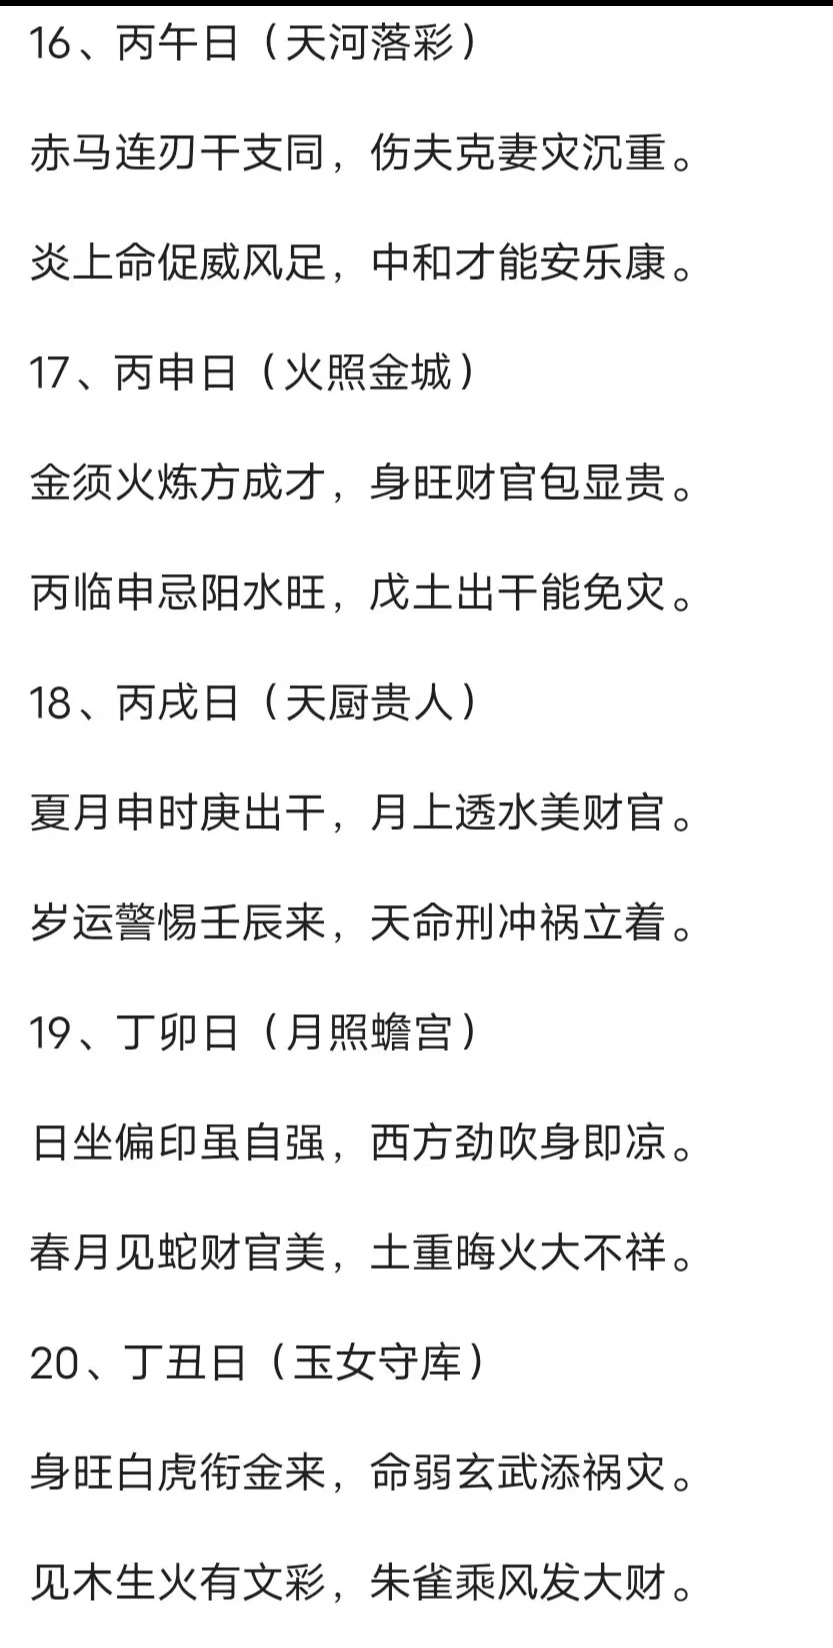 16、丙午日（天河落彩）
赤马连刃干支同，伤夫克妻灾沉重。
炎上命促威风足，中和才能安乐康。
17、丙申日（火照金城）
金须火炼方成才，身旺财官包显贵。
丙临申忌阳水旺，戊土出干能免灾。
18、丙戌日（天厨贵人）
夏月申时庚出干，月上透水美财官。
岁运警惕壬辰来，天命刑冲祸立着。
19、丁卯日（月照蟾宫）
日坐偏印虽自强，西方劲吹身即凉。
春月见蛇财官美，土重晦火大不祥。
20、丁丑日（玉女守库）
身旺白虎衔金来，命弱玄武添祸灾。
见木生火有文彩，朱雀乘风发大财。